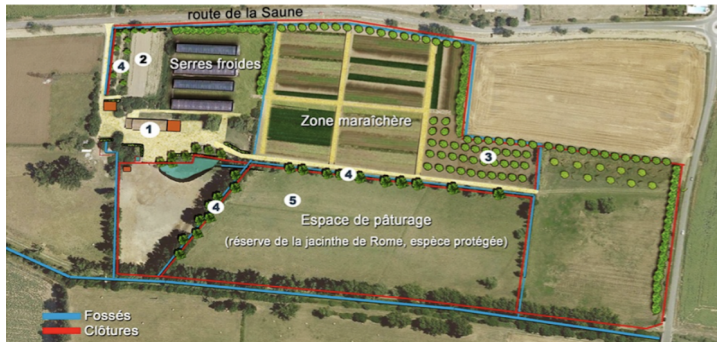 route de la Saune
4
2
Serres froides
1
Zone maraîchère
3
4
4
5
Espace de pâturage
(réserve de la jacinthe de Rome, espèce protégée)
Fossés
Clôtures